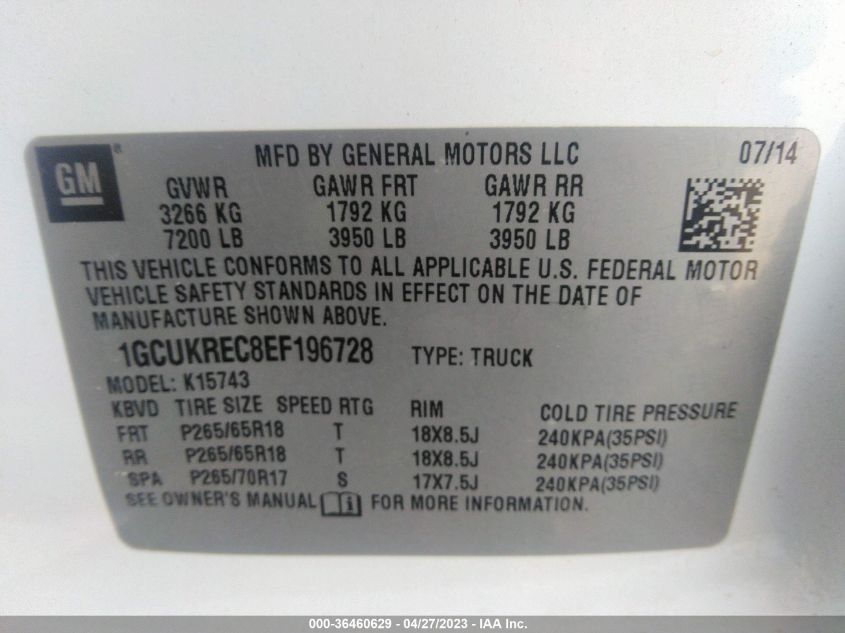 GM ®
MFD BY GENERAL MOTORS LLC 07/14
GVWR GAWR FRT GAWR RR
3266 KG 1792 KG 1792 KG
7200 LB 3950 LB 3950 LB
THIS VEHICLE CONFORMS TO ALL APPLICABLE U.S. FEDERAL MOTOR
VEHICLE SAFETY STANDARDS IN EFFECT ON THE DATE OF
MANUFACTURE SHOWN ABOVE.
1GCUKREC8EF196728 TYPE: TRUCK
MODEL: K15743
KBVD TIRE SIZE SPEED RTG RIM COLD TIRE PRESSURE
FRT P265/65R18 T 18X8.5J 240KPA(35PSI)
RR P265/65R18 T 18X8.5J 240KPA(35PSI)
SPA P265/70R17 S 17X7.5J 240KPA(35PSI)
SEE OWNER'S MANUAL FOR MORE INFORMATION.
000-36460629 - 04/27/2023 - IAA Inc.